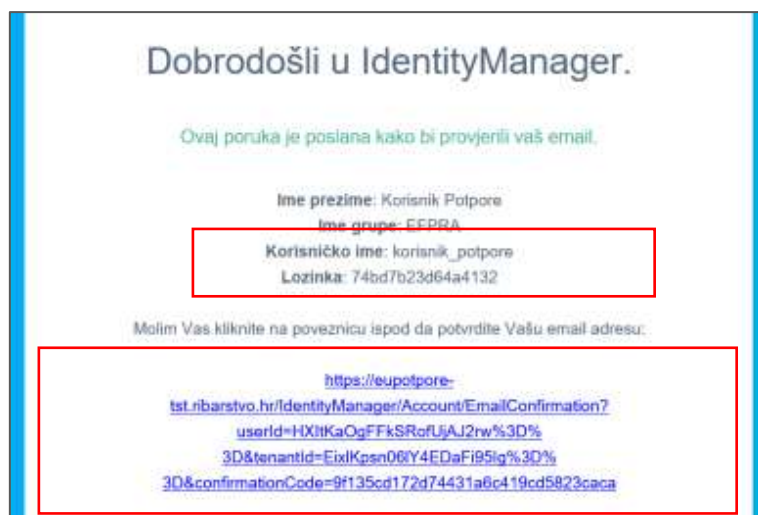 Dobrodošli u IdentityManager.
Ovaj poruka je poslana kako bi provjerili vaš email.
Ime prezime: Korisnik Potpore
Ime grupe: EFPRA
Korisničko ime: korisnik_potpore
Lozinka: 74bd7b23d64a4132
Molim Vas kliknite na poveznicu ispod da potvrdite Vašu email adresu:
https://eupotpore-
tst.ribarstvo.hr/IdentityManager/Account/EmailConfirmation?
userId=HXItKaOgFFkSRofUjAJ2rw%3D%
3D&tenantId=EixlKpsn06lY4EDaFi95Ig%3D%
3D&confirmationCode=9f135cd172d74431a6c419cd5823caca